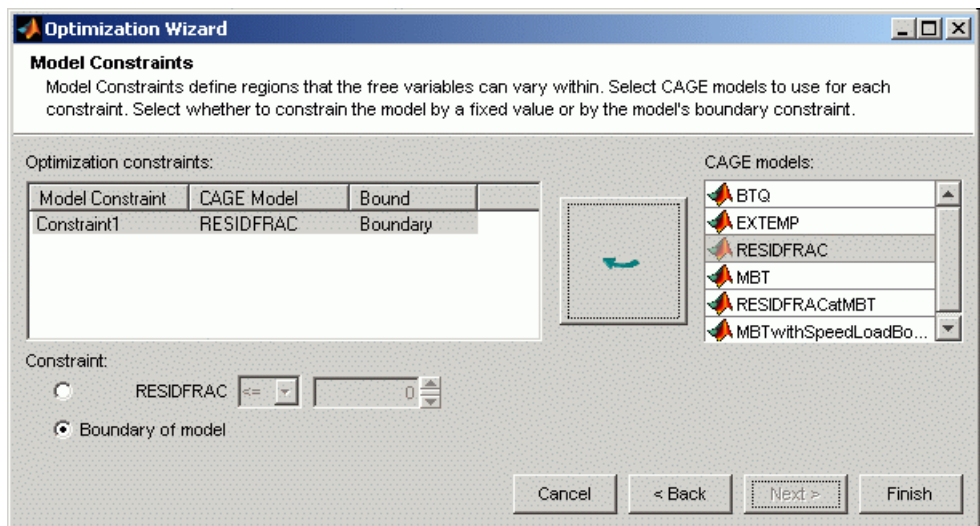 Optimization Wizard
Model Constraints
Model Constraints define regions that the free variables can vary within. Select CAGE models to use for each
constraint. Select whether to constrain the model by a fixed value or by the model's boundary constraint.
Optimization constraints:
Model Constraint CAGE Model Bound
Constraint1 RESIDFRAC Boundary
CAGE models:
BTQ
EXTEMP
RESIDFRAC
MBT
RESIDFRACatMBT
MBTwithSpeedLoadBo...
Constraint:
RESIDFRAC <= 0
Boundary of model
Cancel < Back Next > Finish